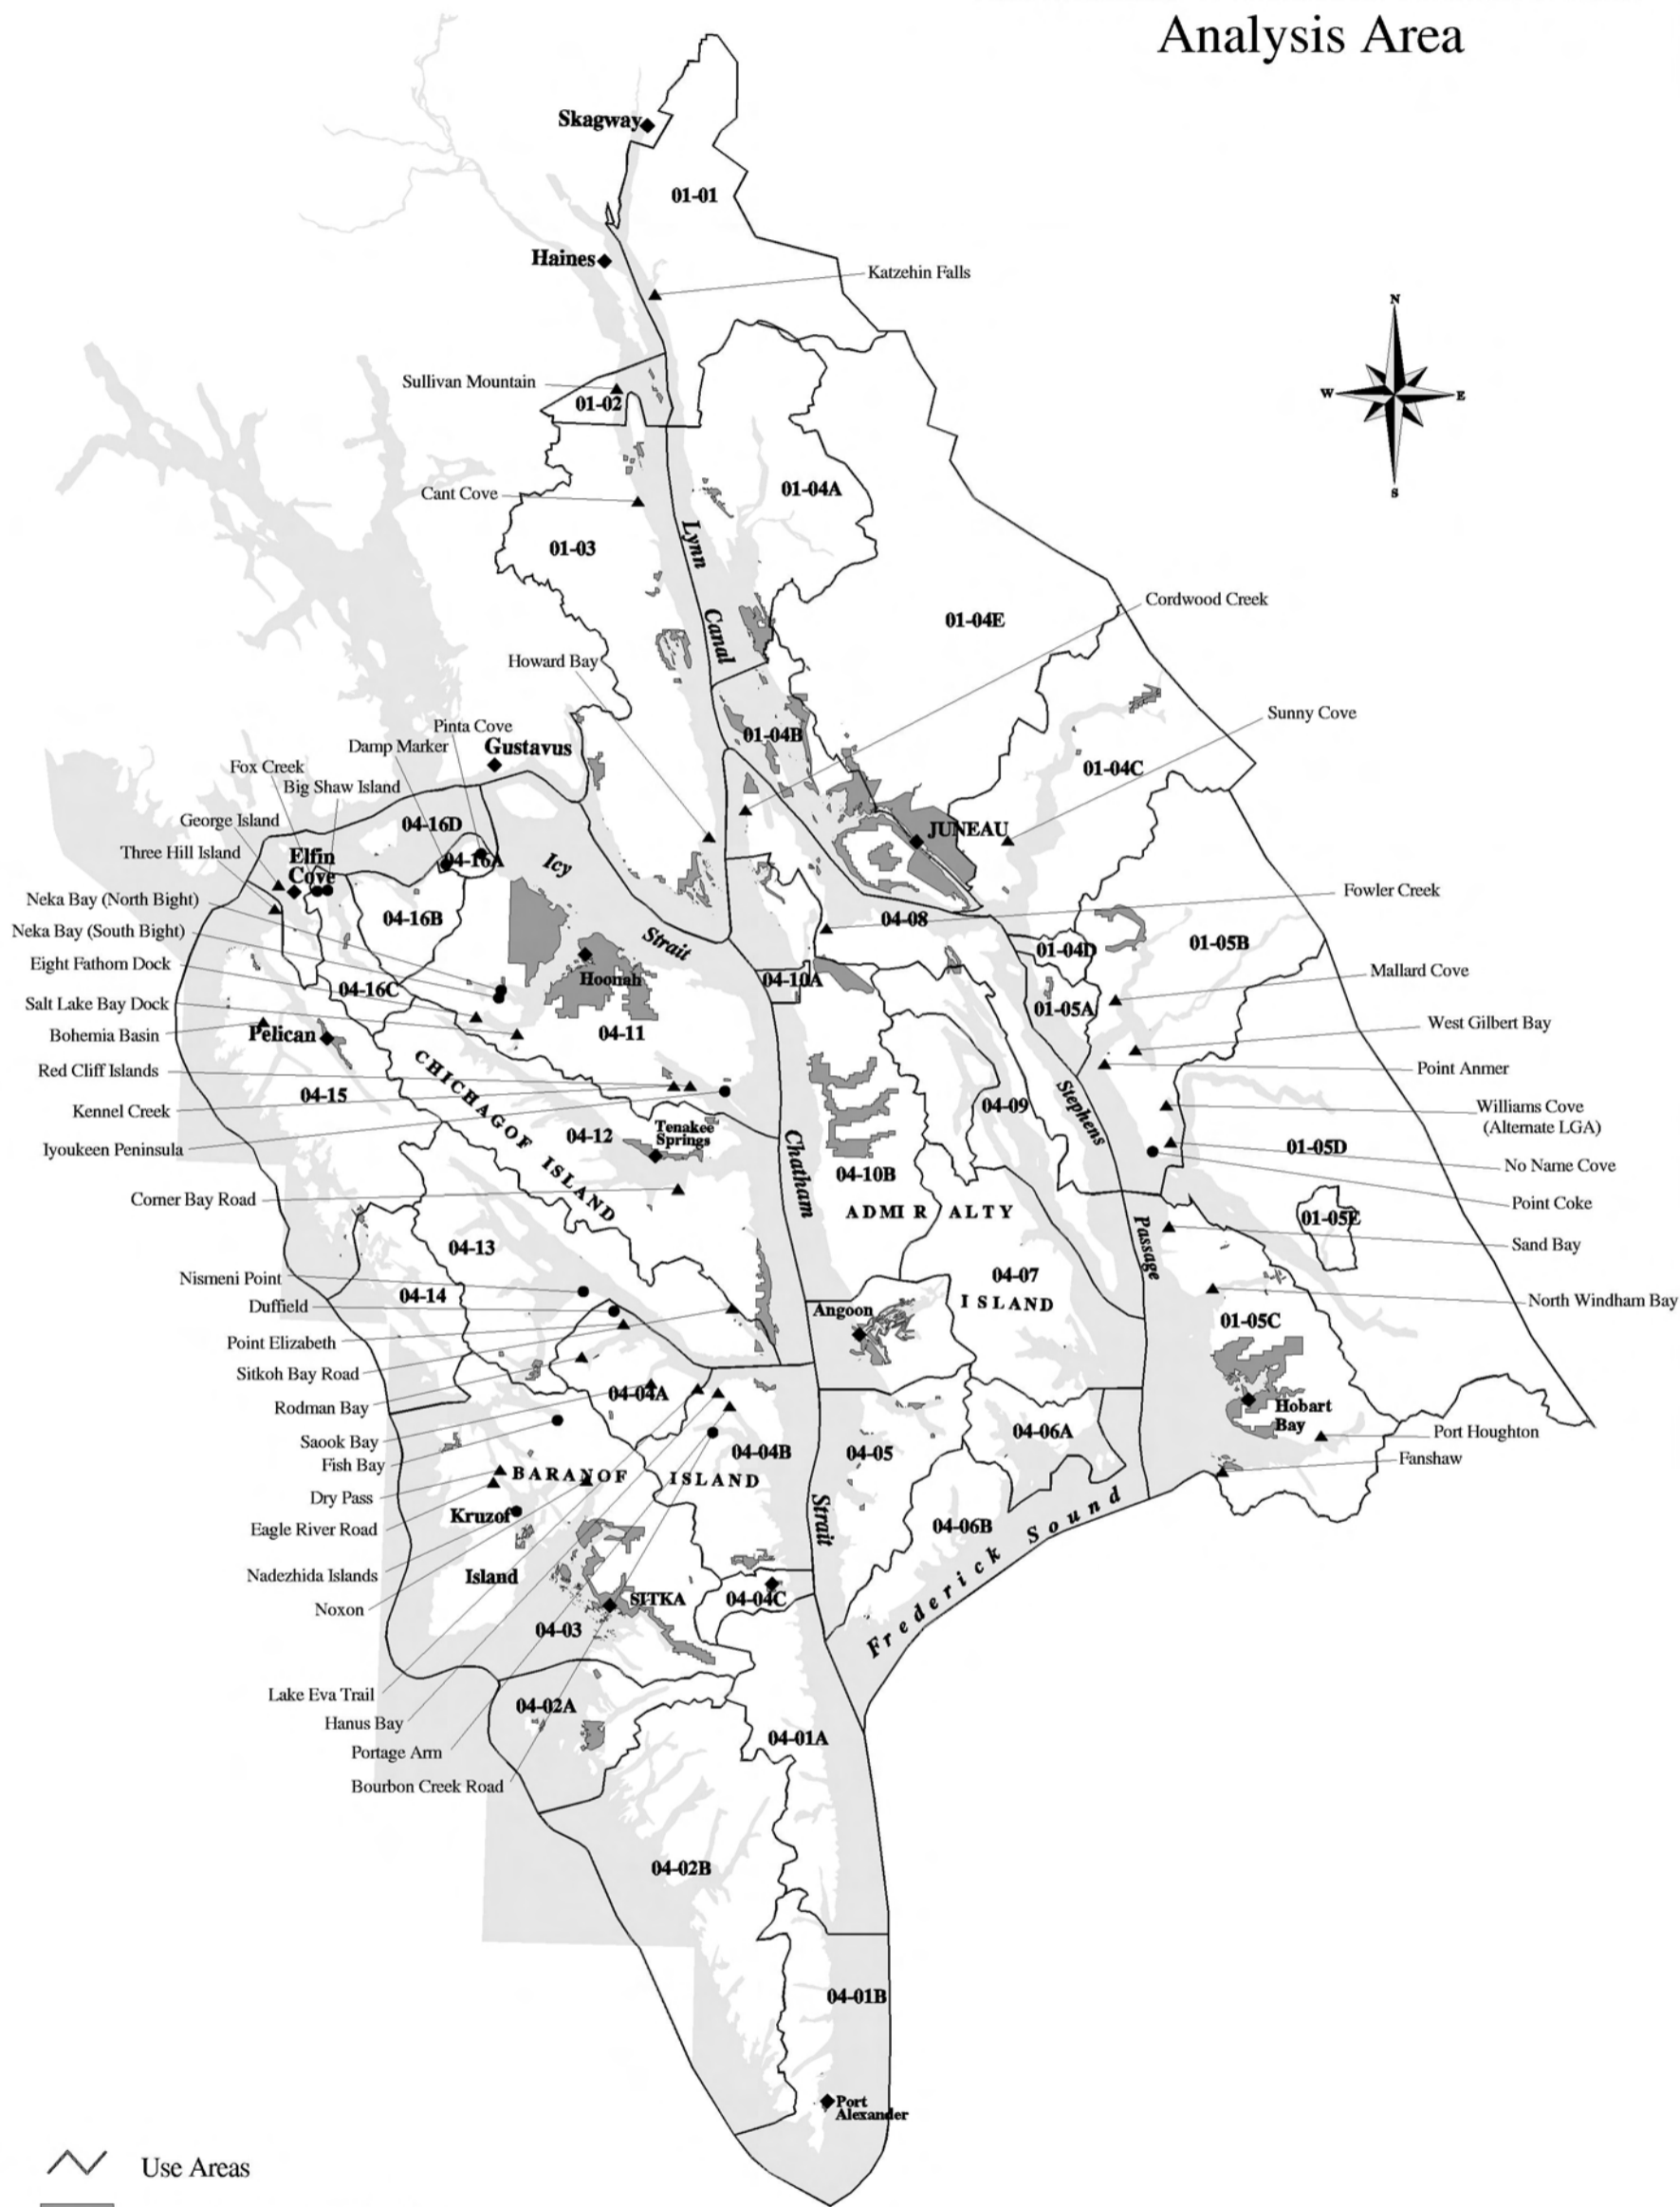 Analysis Area
Skagway
01-01
Haines
Katzehin Falls
N
W
E
S
Sullivan Mountain
01-02
Cant Cove
01-04A
01-03
Lynn
Canal
Cordwood Creek
01-04E
Howard Bay
Sunny Cove
Pinta Cove
Damp Marker
Gustavus
01-04B
01-04C
Fox Creek
Big Shaw Island
George Island
04-16D
JUNEAU
Three Hill Island
Elfin
Cove
04-16A
Icy
Neka Bay (North Bight)
Fowler Creek
04-16B
04-08
Neka Bay (South Bight)
Strait
01-04D
01-05B
Eight Fathom Dock
Hoonah
04-10A
Mallard Cove
04-16C
Salt Lake Bay Dock
01-05A
West Gilbert Bay
Bohemia Basin
Pelican
04-11
Red Cliff Islands
Point Anmer
CHICHAGOF ISLAND
04-15
Kennel Creek
04-09
Stephens
Williams Cove
(Alternate LGA)
Iyoukeen Peninsula
04-12
Tenakee
Springs
Chatham
01-05D
No Name Cove
04-10B
Corner Bay Road
Point Coke
ADMIRALTY
01-05E
Passage
Sand Bay
04-13
Nismeni Point
04-07
04-14
Duffield
ISLAND
North Windham Bay
Angoon
01-05C
Point Elizabeth
Sitkoh Bay Road
04-04A
Rodman Bay
Hobart
Bay
Saook Bay
Port Houghton
04-06A
Fish Bay
04-04B
04-05
Fanshaw
BARANOF ISLAND
Dry Pass
Kruzof
Strait
Eagle River Road
04-06B
Frederick Sound
Nadezhida Islands
Island
04-04C
SITKA
Noxon
04-03
Lake Eva Trail
04-02A
Hanus Bay
04-01A
Portage Arm
Bourbon Creek Road
04-02B
04-01B
Port
Alexander
Use Areas